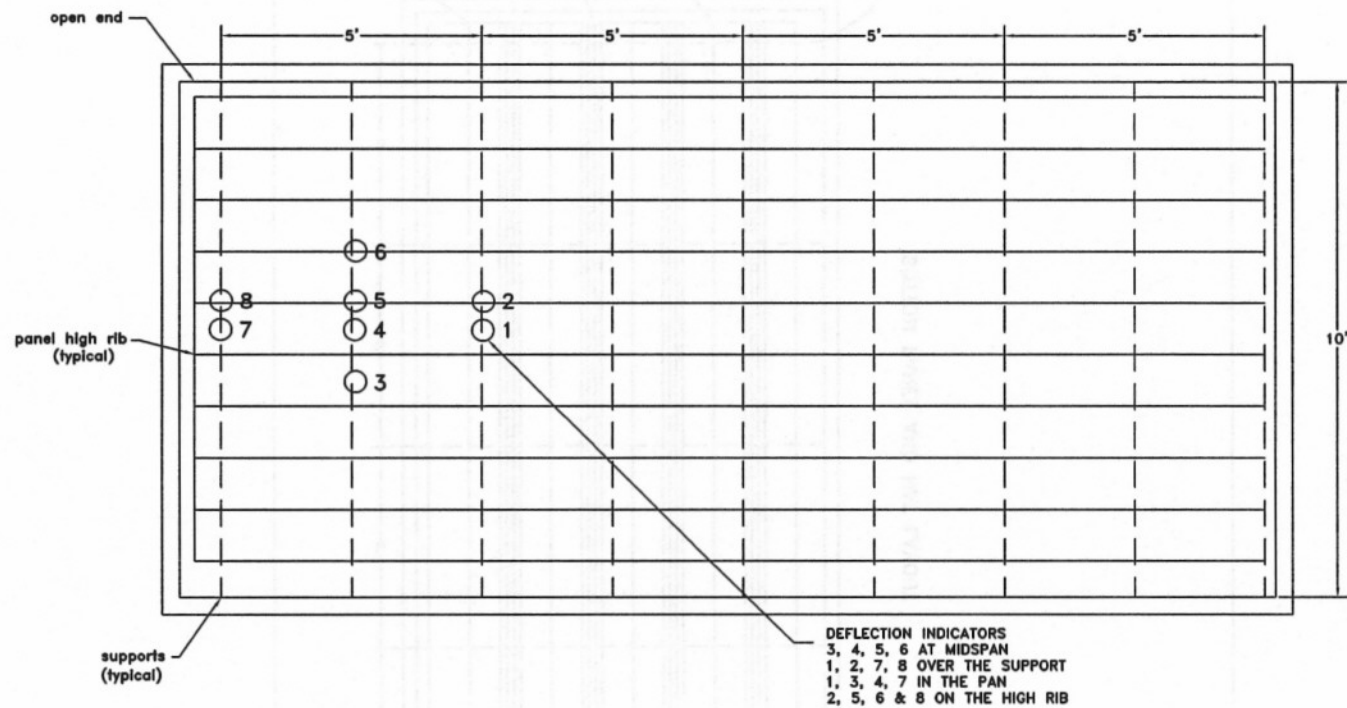 open end
5'
5'
5'
5'
6
8
5
2
7
4
1
panel high rib
(typical)
10'
3
supports
(typical)
DEFLECTION INDICATORS
3, 4, 5, 6 AT MIDSPAN
1, 2, 7, 8 OVER THE SUPPORT
1, 3, 4, 7 IN THE PAN
2, 5, 6 & 8 ON THE HIGH RIB